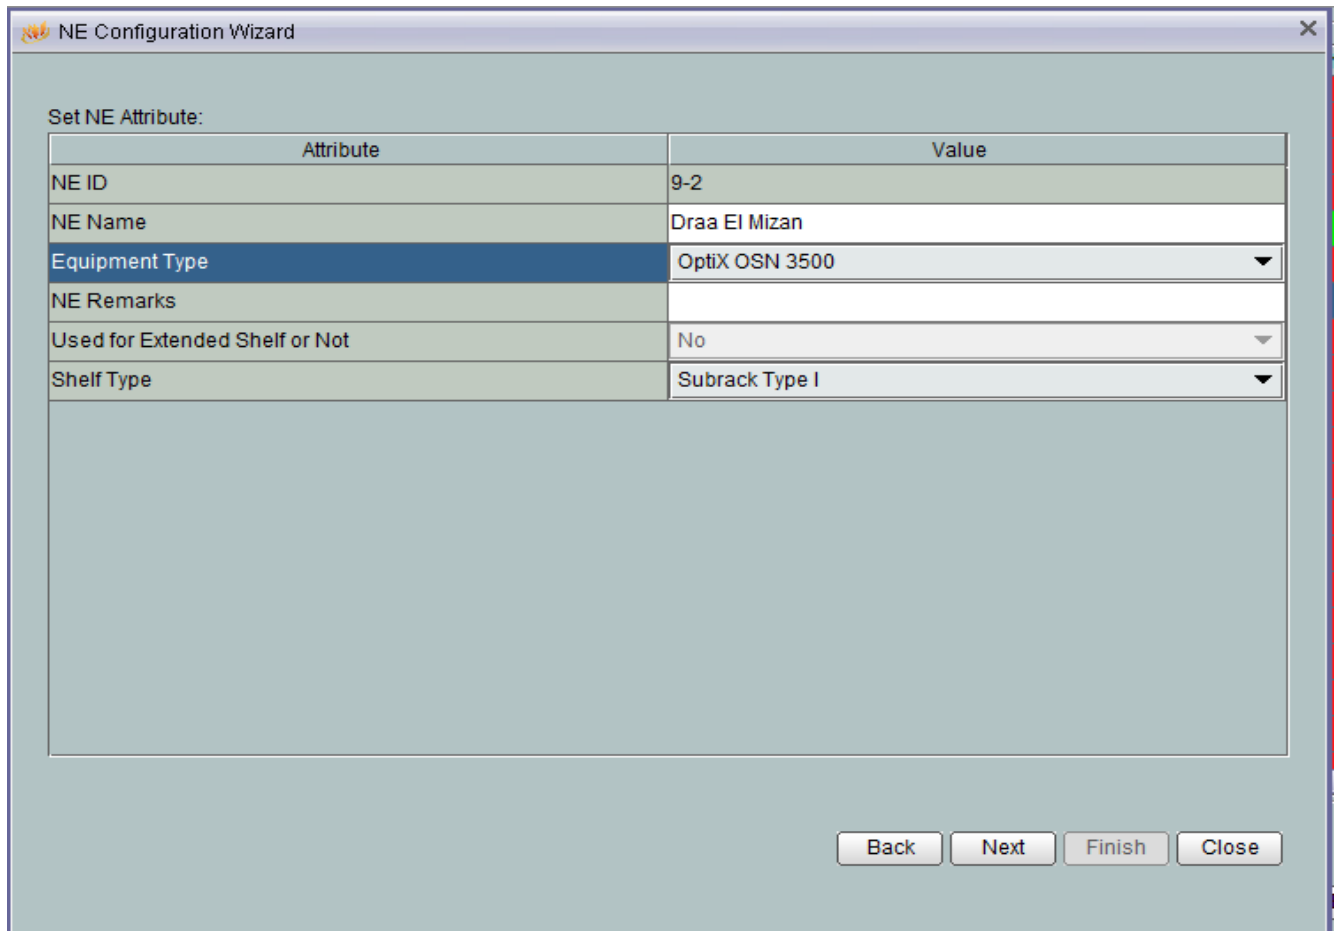 NE Configuration Wizard
Set NE Attribute:
Attribute Value
NE ID 9-2
NE Name Draa El Mizan
Equipment Type OptiX OSN 3500
NE Remarks
Used for Extended Shelf or Not No
Shelf Type Subrack Type I
Back Next Finish Close